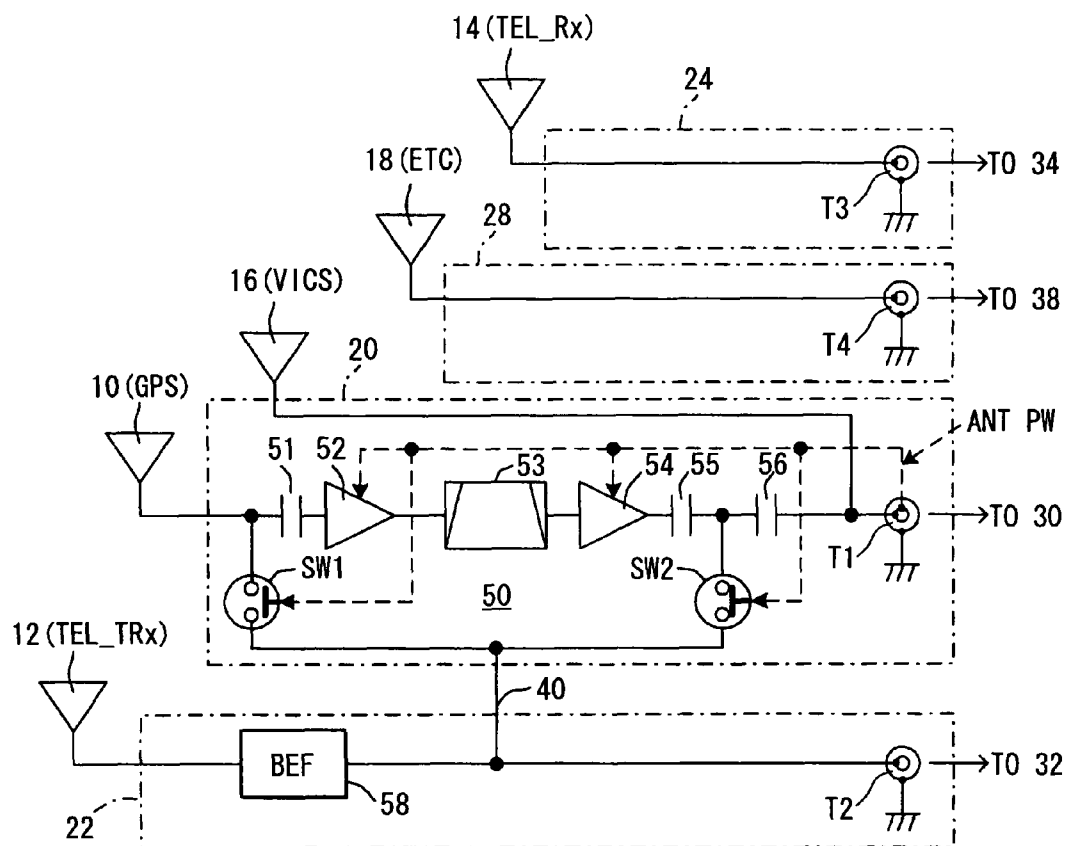 14(TEL_Rx)
24
TO 34
T3
18(ETC)
28
TO 38
T4
16(VICS)
20
10(GPS)
ANT PW
51
52
53
54
55
56
TO 30
T1
SW1
50
SW2
12(TEL_TRx)
40
BEF
58
TO 32
T2
22